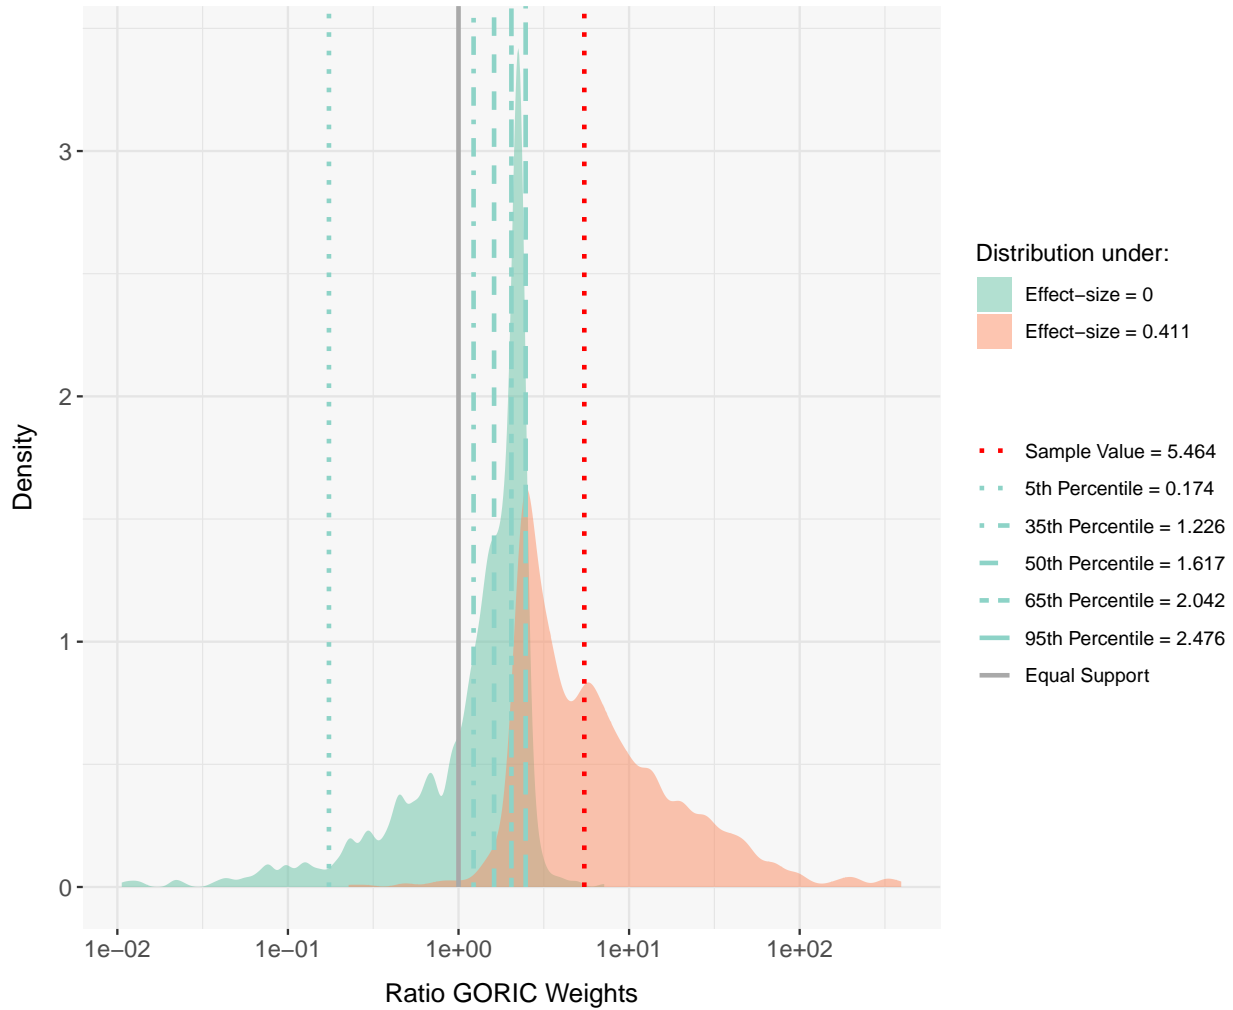 3
2
1
0
Density
1e−02
1e−01
1e+00
1e+01
1e+02
Ratio GORIC Weights
Distribution under:
Effect−size = 0
Effect−size = 0.411
Sample Value = 5.464
5th Percentile = 0.174
35th Percentile = 1.226
50th Percentile = 1.617
65th Percentile = 2.042
95th Percentile = 2.476
Equal Support